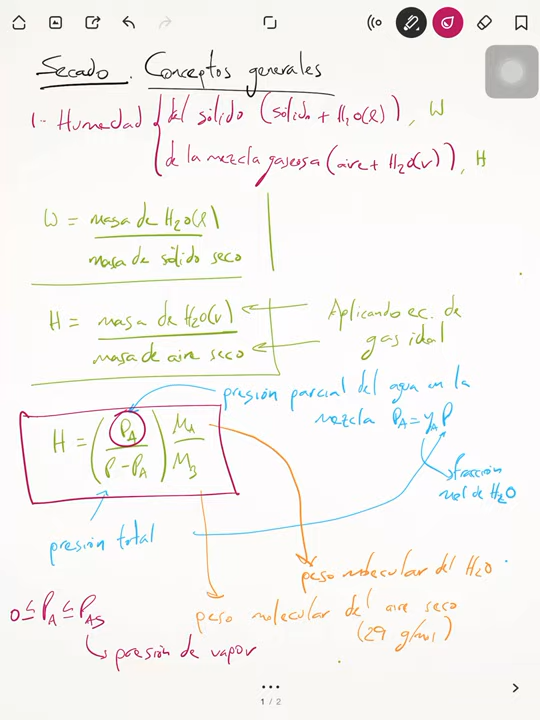 Secado. Conceptos generales
1- Humedad { del sólido (sólido + H₂O(l)), W
de la mezcla gaseosa (aire + H₂O(v)), H
W = masa de H₂O(l) / masa de sólido seco
H = masa de H₂O(v) / masa de aire seco
Aplicando ec. de
gas ideal
presión parcial del agua en la
mezcla PA = yA P
fracción
mol de H₂O
H = (PA / P - PA) MA / MB
presión total
peso molecular del H₂O
peso molecular del aire seco
(29 g/mol)
0 ≤ PA ≤ PAS
presión de vapor
1 / 2